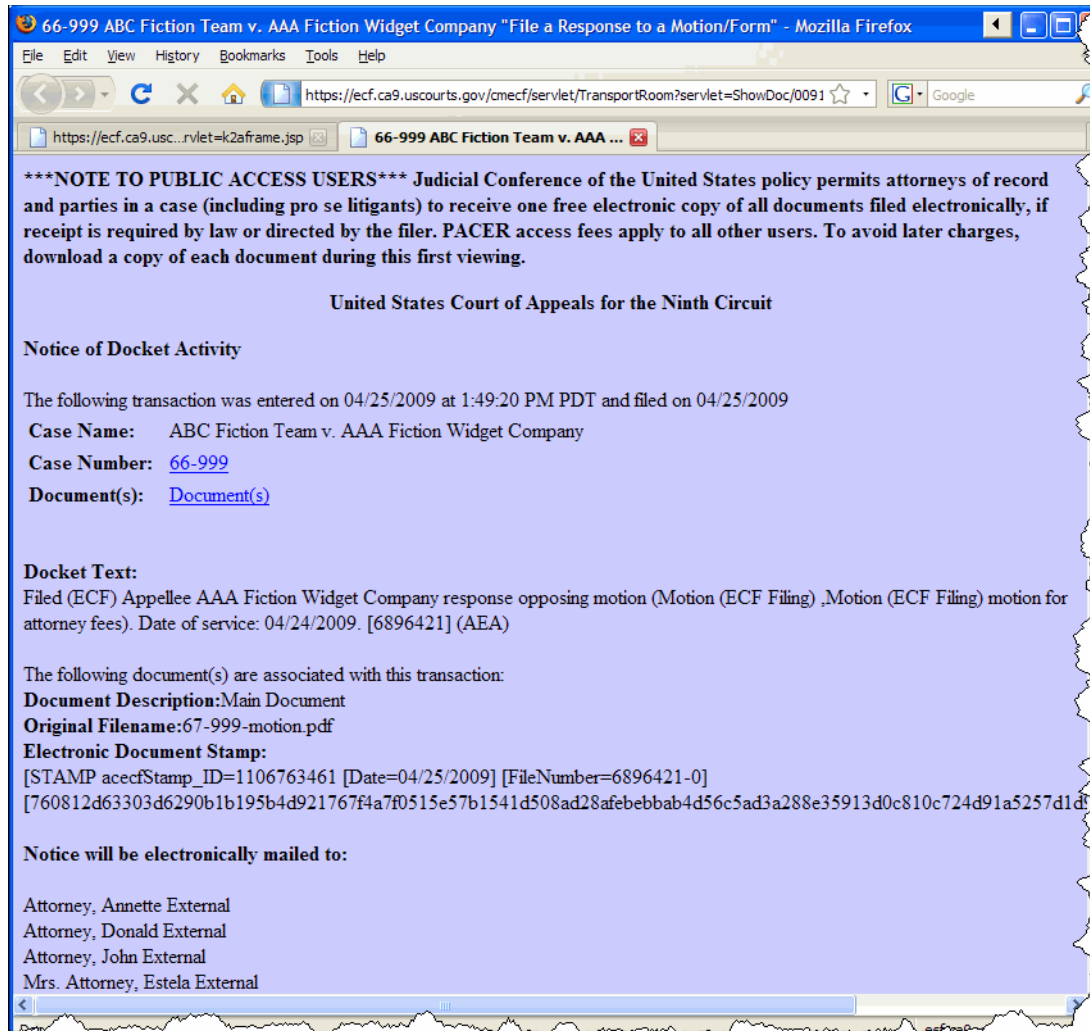 66-999 ABC Fiction Team v. AAA Fiction Widget Company "File a Response to a Motion/Form" - Mozilla Firefox
File Edit View History Bookmarks Tools Help
https://ecf.ca9.uscourts.gov/cmecf/servlet/TransportRoom?servlet=ShowDoc/0091 G Google
https://ecf.ca9.usc...rvlet=k2aframe.jsp 66-999 ABC Fiction Team v. AAA ...
***NOTE TO PUBLIC ACCESS USERS*** Judicial Conference of the United States policy permits attorneys of record
and parties in a case (including pro se litigants) to receive one free electronic copy of all documents filed electronically, if
receipt is required by law or directed by the filer. PACER access fees apply to all other users. To avoid later charges,
download a copy of each document during this first viewing.
United States Court of Appeals for the Ninth Circuit
Notice of Docket Activity
The following transaction was entered on 04/25/2009 at 1:49:20 PM PDT and filed on 04/25/2009
Case Name: ABC Fiction Team v. AAA Fiction Widget Company
Case Number: 66-999
Document(s): Document(s)
Docket Text:
Filed (ECF) Appellee AAA Fiction Widget Company response opposing motion (Motion (ECF Filing) ,Motion (ECF Filing) motion for
attorney fees). Date of service: 04/24/2009. [6896421] (AEA)
The following document(s) are associated with this transaction:
Document Description:Main Document
Original Filename:67-999-motion.pdf
Electronic Document Stamp:
[STAMP acecfStamp_ID=1106763461 [Date=04/25/2009] [FileNumber=6896421-0]
[760812d63303d6290b1b195b4d921767f4a7f0515e57b1541d508ad28afebebbab4d56c5ad3a288e35913d0c810c724d91a5257d1d
Notice will be electronically mailed to:
Attorney, Annette External
Attorney, Donald External
Attorney, John External
Mrs. Attorney, Estela External